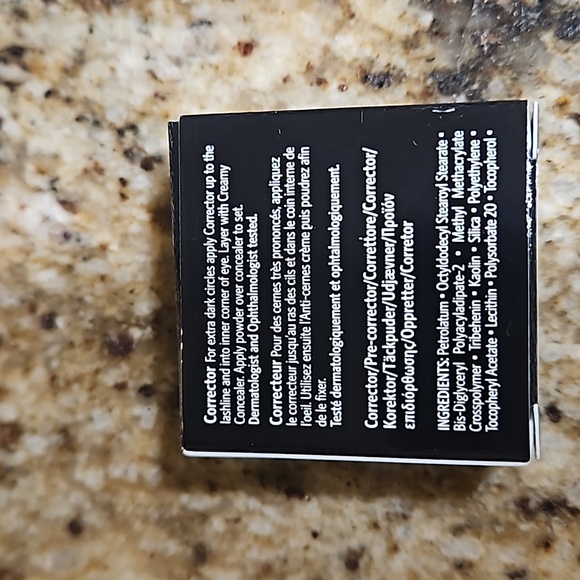 Corrector For extra dark circles apply Corrector up to the
lashline and into inner corner of eye. Layer with Creamy
Concealer. Apply powder over concealer to set.
Dermatologist and Ophthalmologist tested.
Correcteur Pour des cernes très prononcés, appliquez
le correcteur jusqu'au ras des cils et dans le coin interne de
l'oeil. Utilisez ensuite l'Anti-cernes crème puis poudrez afin
de le fixer.
Testé dermatologiquement et ophtalmologiquement.
Corrector/Pre-corrector/Correttore/Corrector/
Korektor/Täckpuder/Udjævner/Προϊόν
επιδιόρθωσης/Oppretter/Corretor
INGREDIENTS: Petrolatum • Octyldodecyl Stearoyl Stearate •
Bis-Diglyceryl Polyacyladipate-2 • Methyl Methacrylate
Crosspolymer • Tribehenin • Kaolin • Silica • Polyethylene •
Tocopheryl Acetate • Lecithin • Polysorbate 20 • Tocopherol •